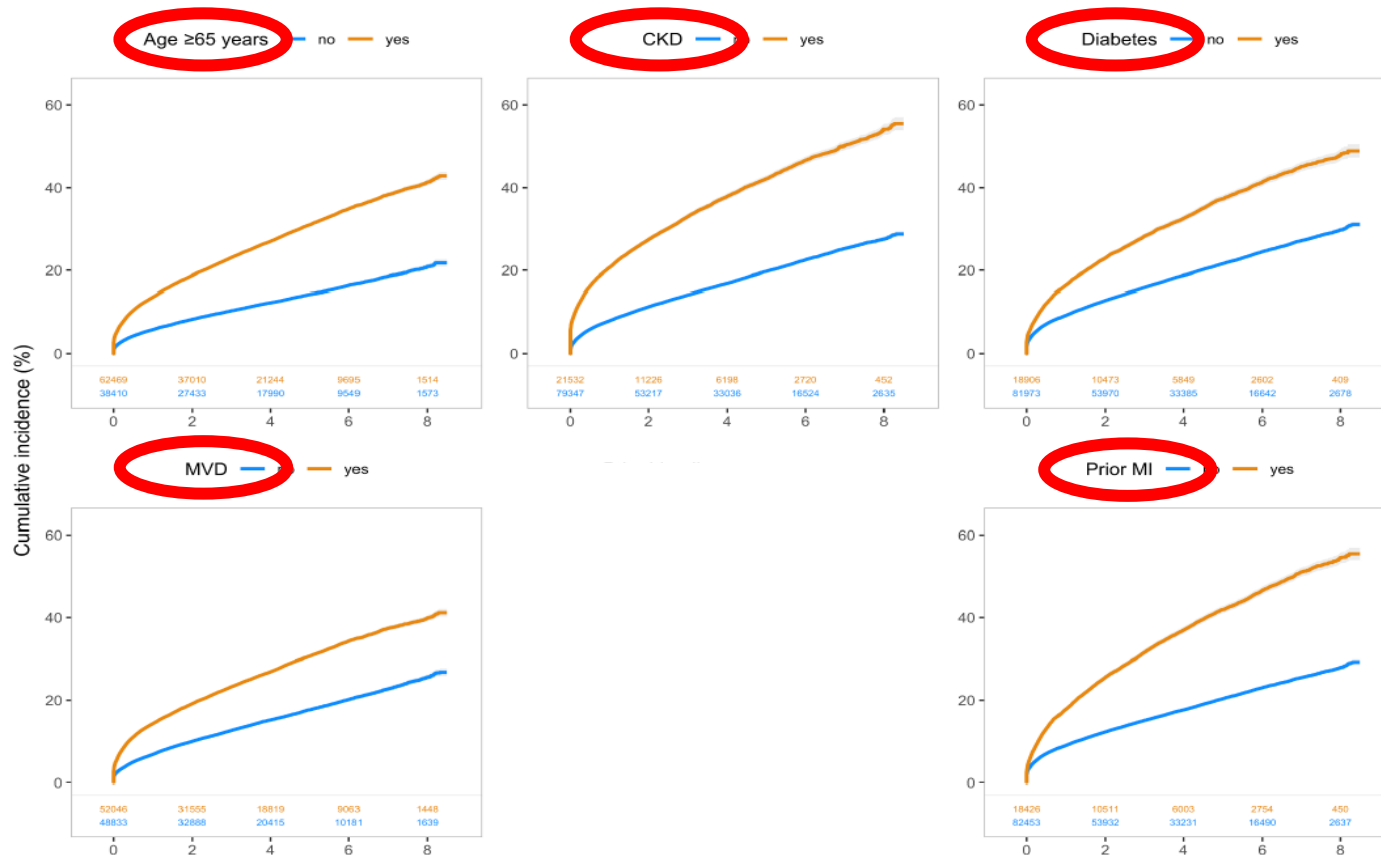 Age ≥65 years no yes
CKD yes
Diabetes no yes
Cumulative incidence (%)
60
40
20
0
62469 37010 21244 9695 1514
38410 27433 17990 9549 1573
0 2 4 6 8
60
40
20
0
21532 11226 6198 2720 452
79347 53217 33036 16524 2635
0 2 4 6 8
60
40
20
0
18906 10473 5849 2602 409
81973 53970 33385 16642 2678
0 2 4 6 8
MVD yes
Prior MI yes
60
40
20
0
52046 31555 18819 9063 1448
48833 32888 20415 10181 1639
0 2 4 6 8
60
40
20
0
18426 10511 6003 2754 450
82453 53932 33231 16490 2637
0 2 4 6 8